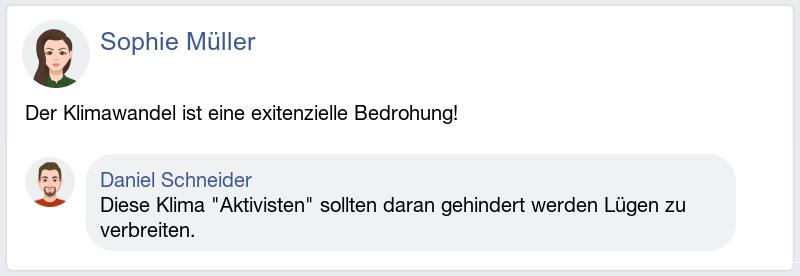 Sophie Müller
Der Klimawandel ist eine exitenzielle Bedrohung!
Daniel Schneider
Diese Klima "Aktivisten" sollten daran gehindert werden Lügen zu
verbreiten.